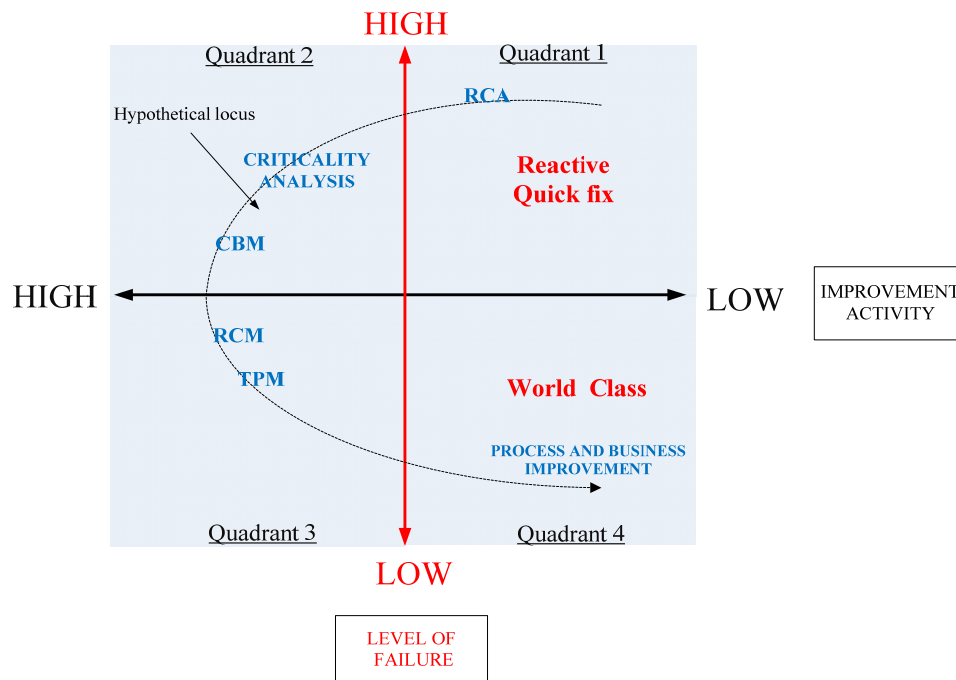 HIGH
Quadrant 2
Quadrant 1
RCA
Hypothetical locus
CRITICALITY
ANALYSIS
Reactive
Quick fix
CBM
HIGH
LOW
IMPROVEMENT
ACTIVITY
RCM
TPM
World Class
PROCESS AND BUSINESS
IMPROVEMENT
Quadrant 3
Quadrant 4
LOW
LEVEL OF
FAILURE